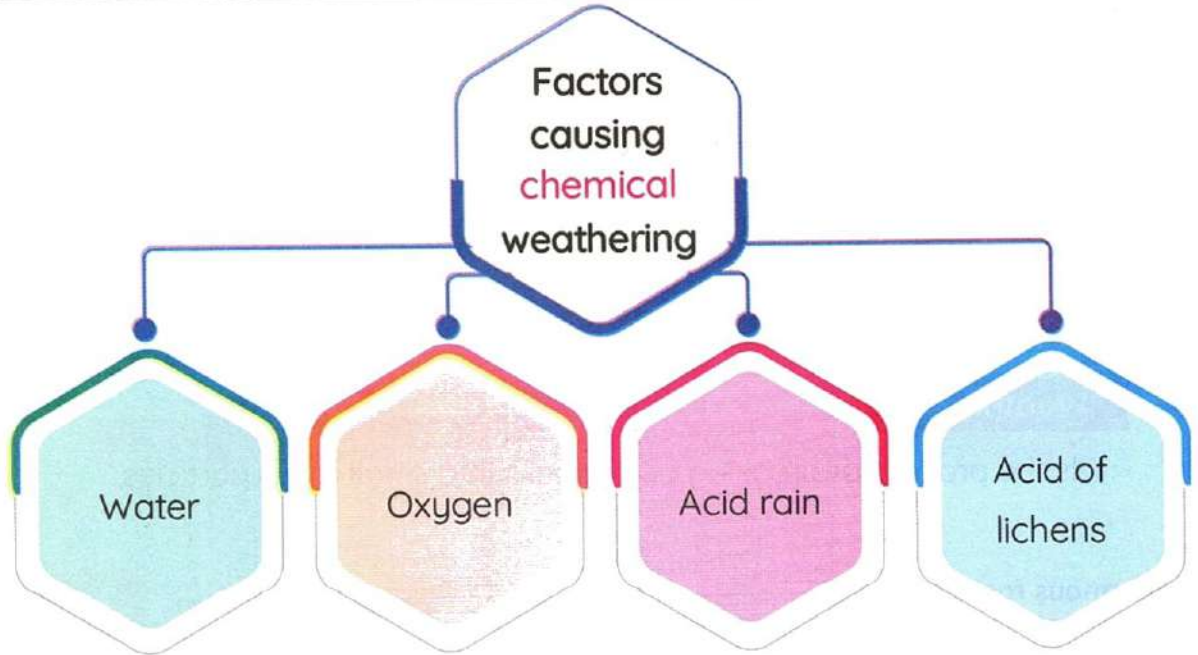 Factors
causing
chemical
weathering
Water
Oxygen
Acid rain
Acid of
lichens